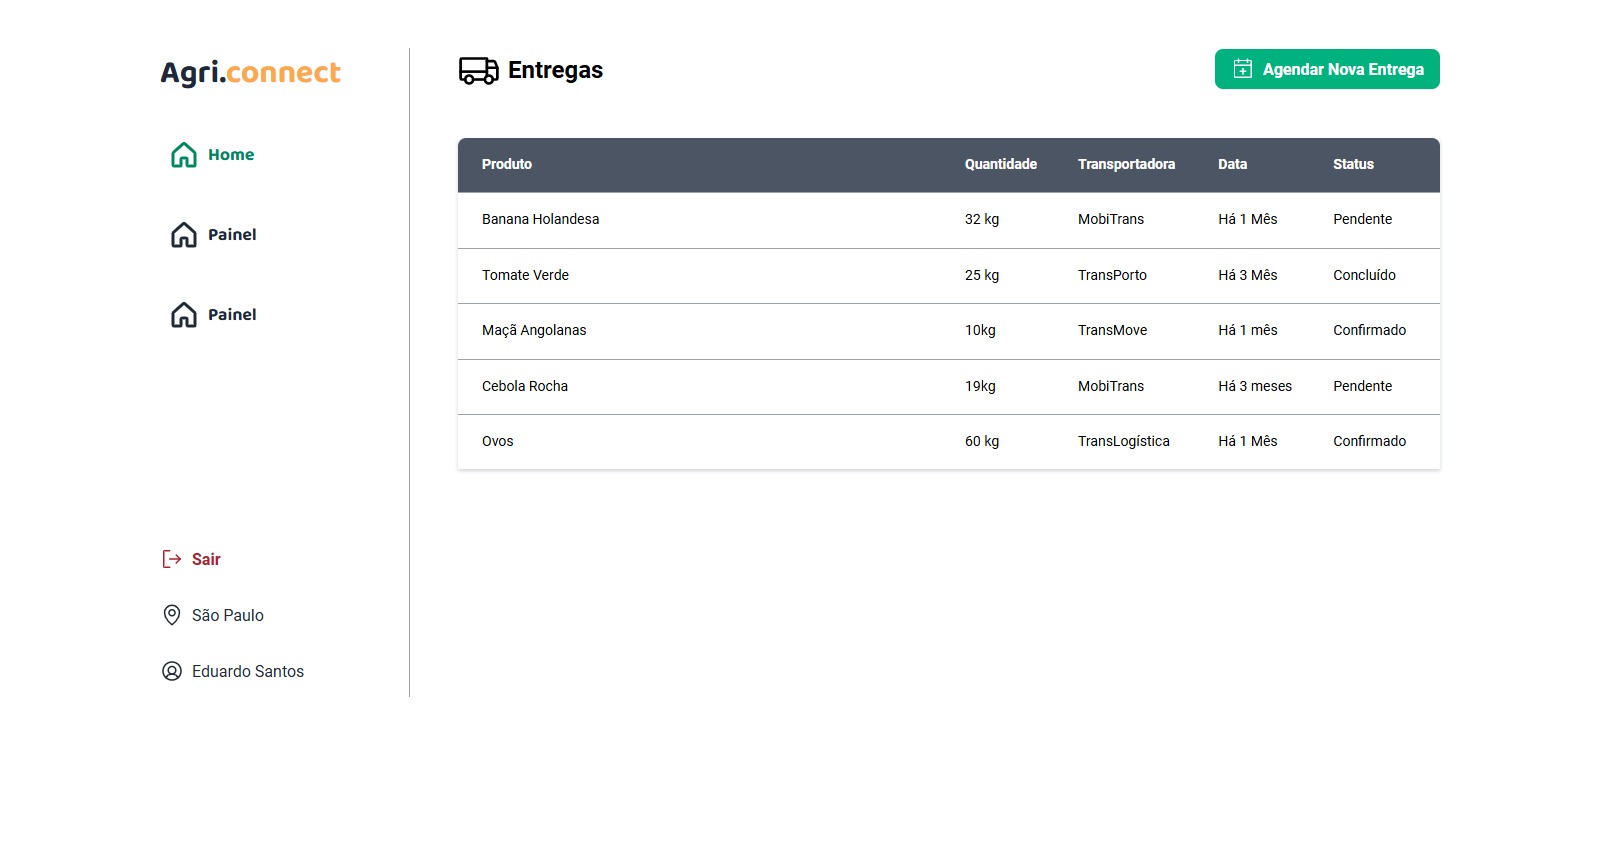 Agri.connect
Home
Painel
Painel
Sair
São Paulo
Eduardo Santos
Entregas
Agendar Nova Entrega
Produto Quantidade Transportadora Data Status
Banana Holandesa 32 kg MobiTrans Há 1 Mês Pendente
Tomate Verde 25 kg TransPorto Há 3 Mês Concluído
Maçã Angolanas 10kg TransMove Há 1 mês Confirmado
Cebola Rocha 19kg MobiTrans Há 3 meses Pendente
Ovos 60 kg TransLogística Há 1 Mês Confirmado